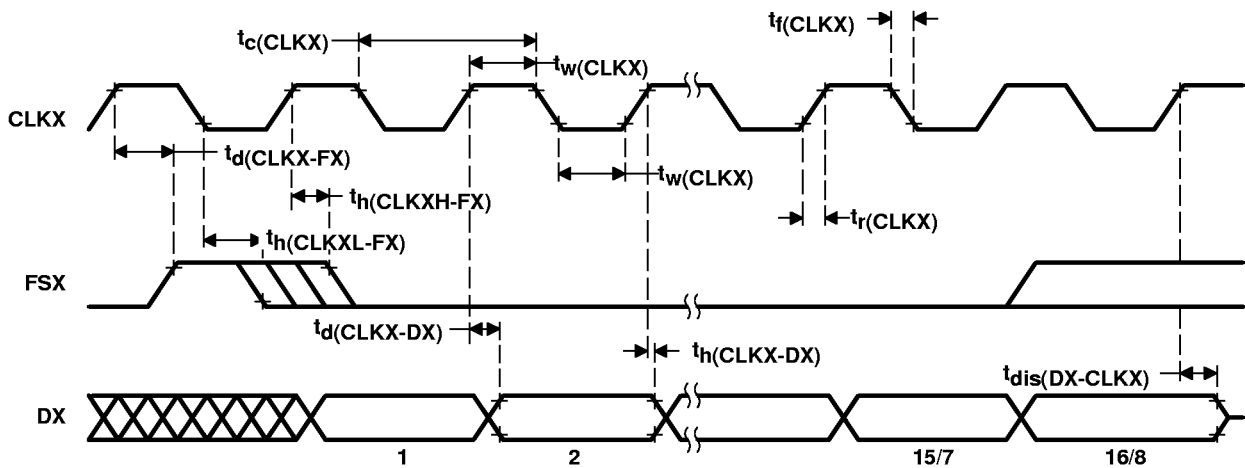 tc(CLKX)
tf(CLKX)
tw(CLKX)
CLKX
td(CLKX-FX)
tw(CLKX)
th(CLKXH-FX)
tr(CLKX)
th(CLKXL-FX)
FSX
td(CLKX-DX)
th(CLKX-DX)
tdis(DX-CLKX)
DX
1 2 15/7 16/8